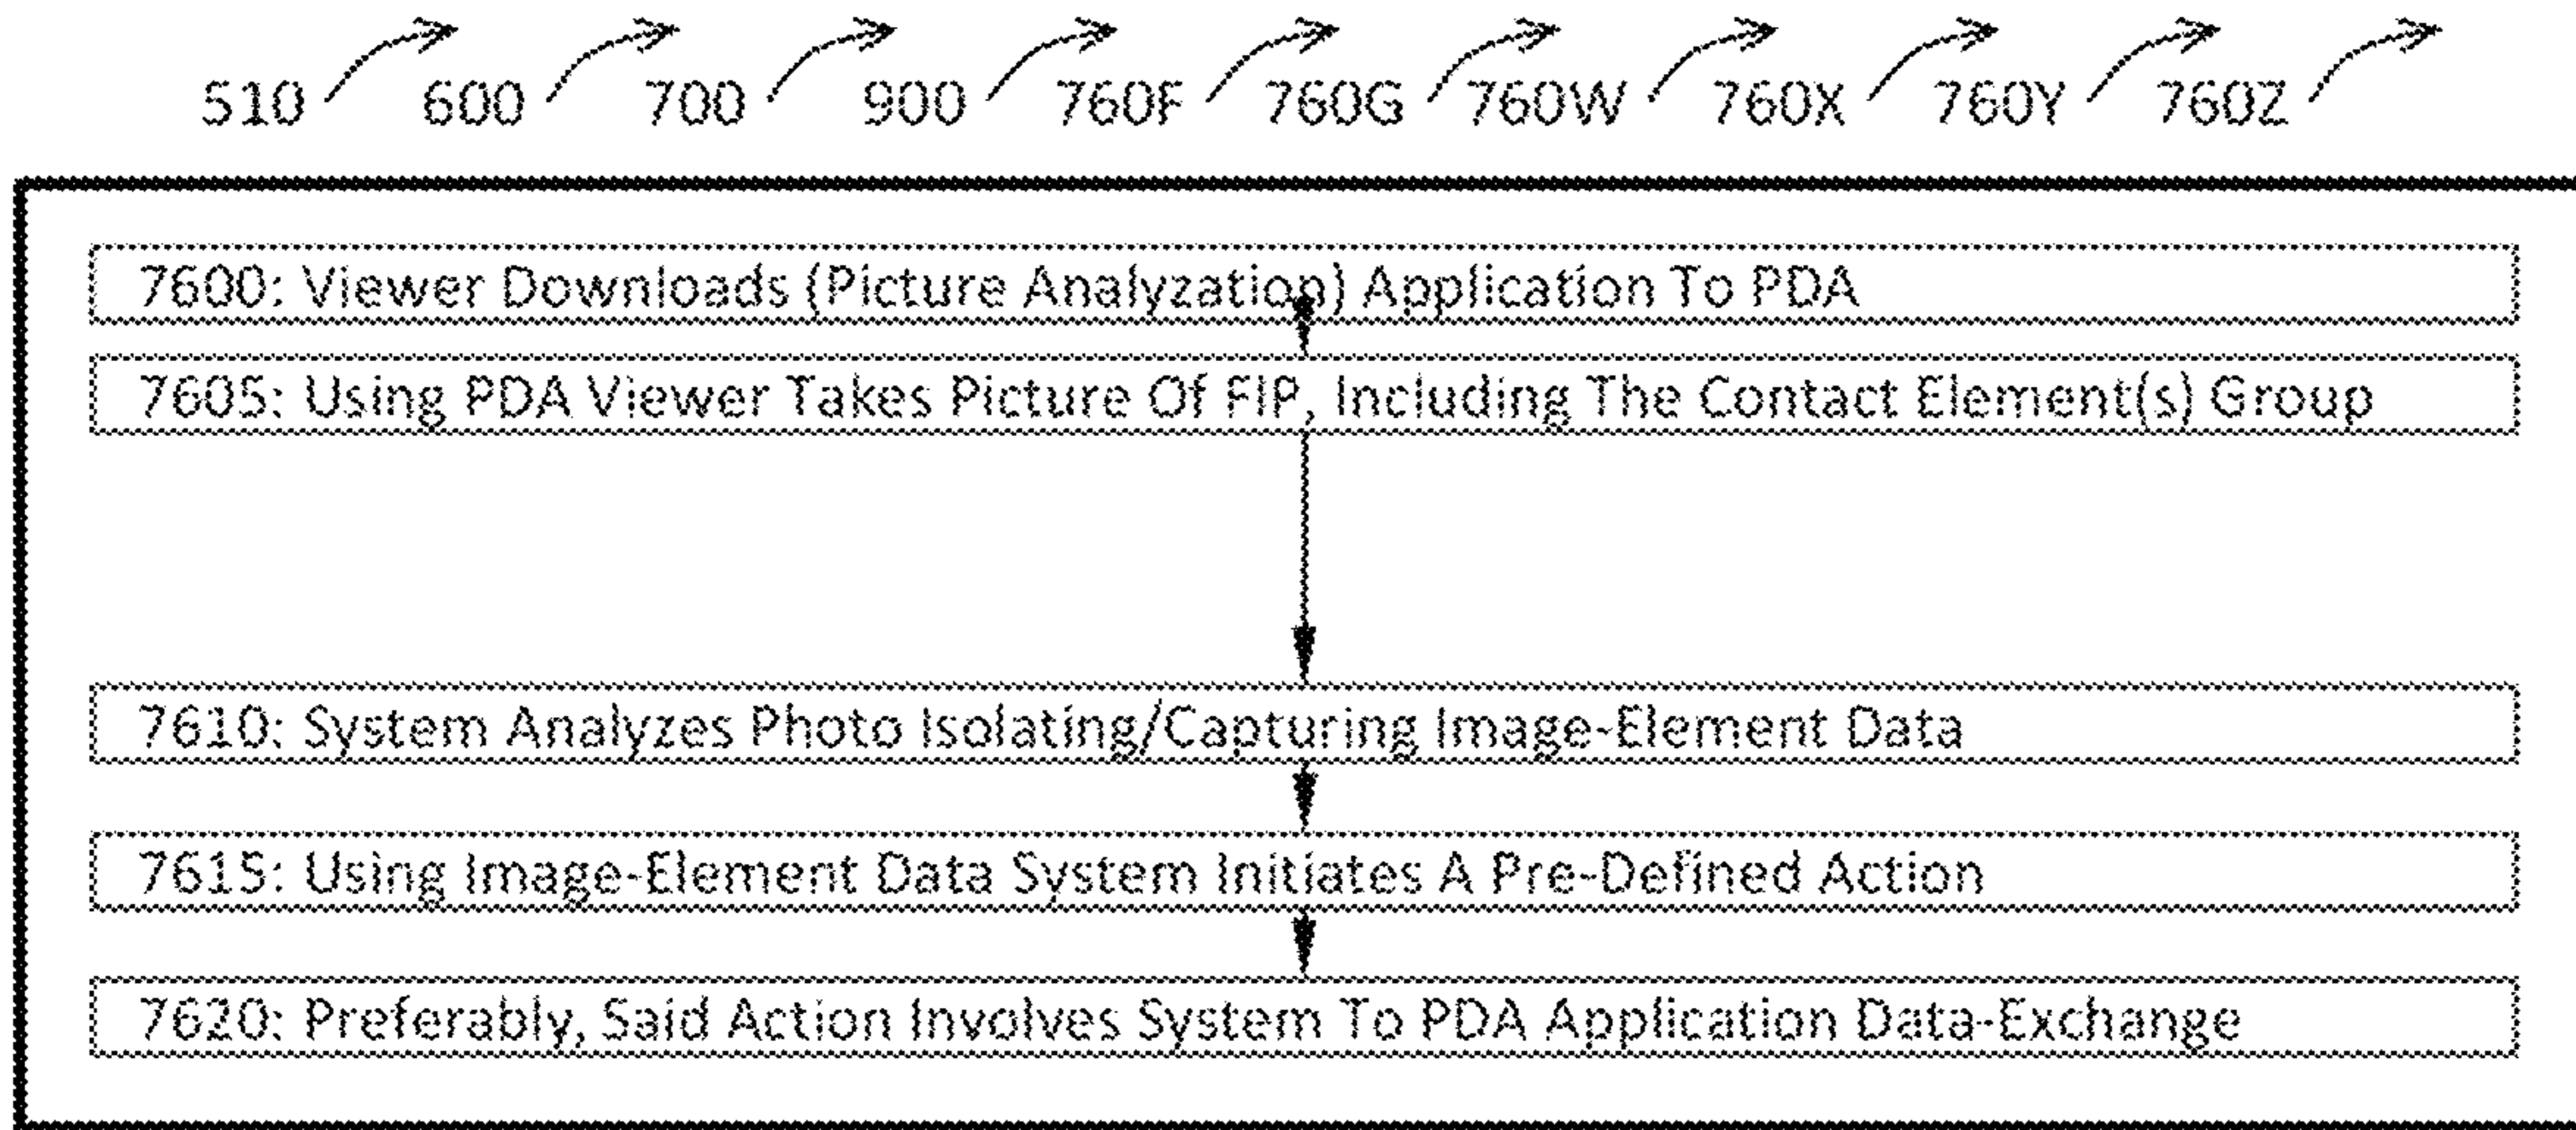 510 600 700 900 760F 760G 760W 760X 760Y 760Z
7600: Viewer Downloads (Picture Analyzation) Application To PDA
7605: Using PDA Viewer Takes Picture Of FIP, Including The Contact Element(s) Group
7610: System Analyzes Photo Isolating/Capturing Image-Element Data
7615: Using Image-Element Data System Initiates A Pre-Defined Action
7620: Preferably, Said Action Involves System To PDA Application Data-Exchange